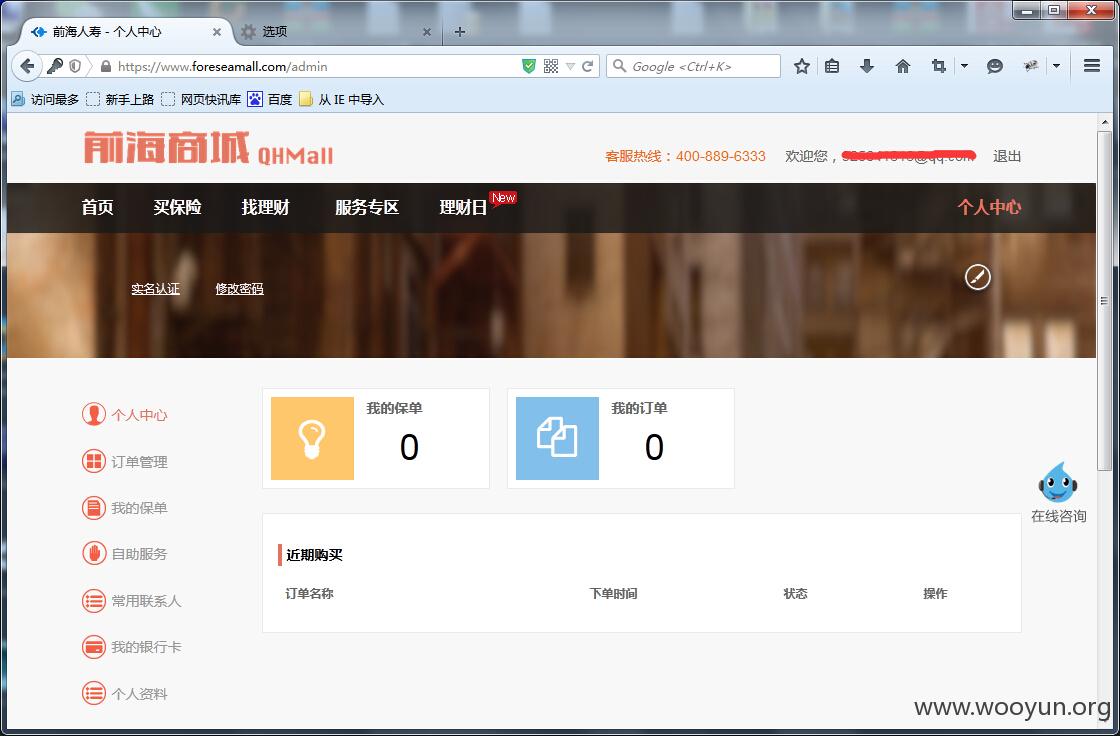 前海人寿 - 个人中心
选项
https://www.foreseamall.com/admin
Google <Ctrl+K>
访问最多 新手上路 网页快讯库 百度 从 IE 中导入
前海商城 QHMall
客服热线：400-889-6333 欢迎您， 退出
首页 买保险 找理财 服务专区 理财日 New 个人中心
实名认证 修改密码
个人中心
订单管理
我的保单
自助服务
常用联系人
我的银行卡
个人资料
我的保单
0
我的订单
0
近期购买
订单名称 下单时间 状态 操作
在线咨询
www.wooyun.org